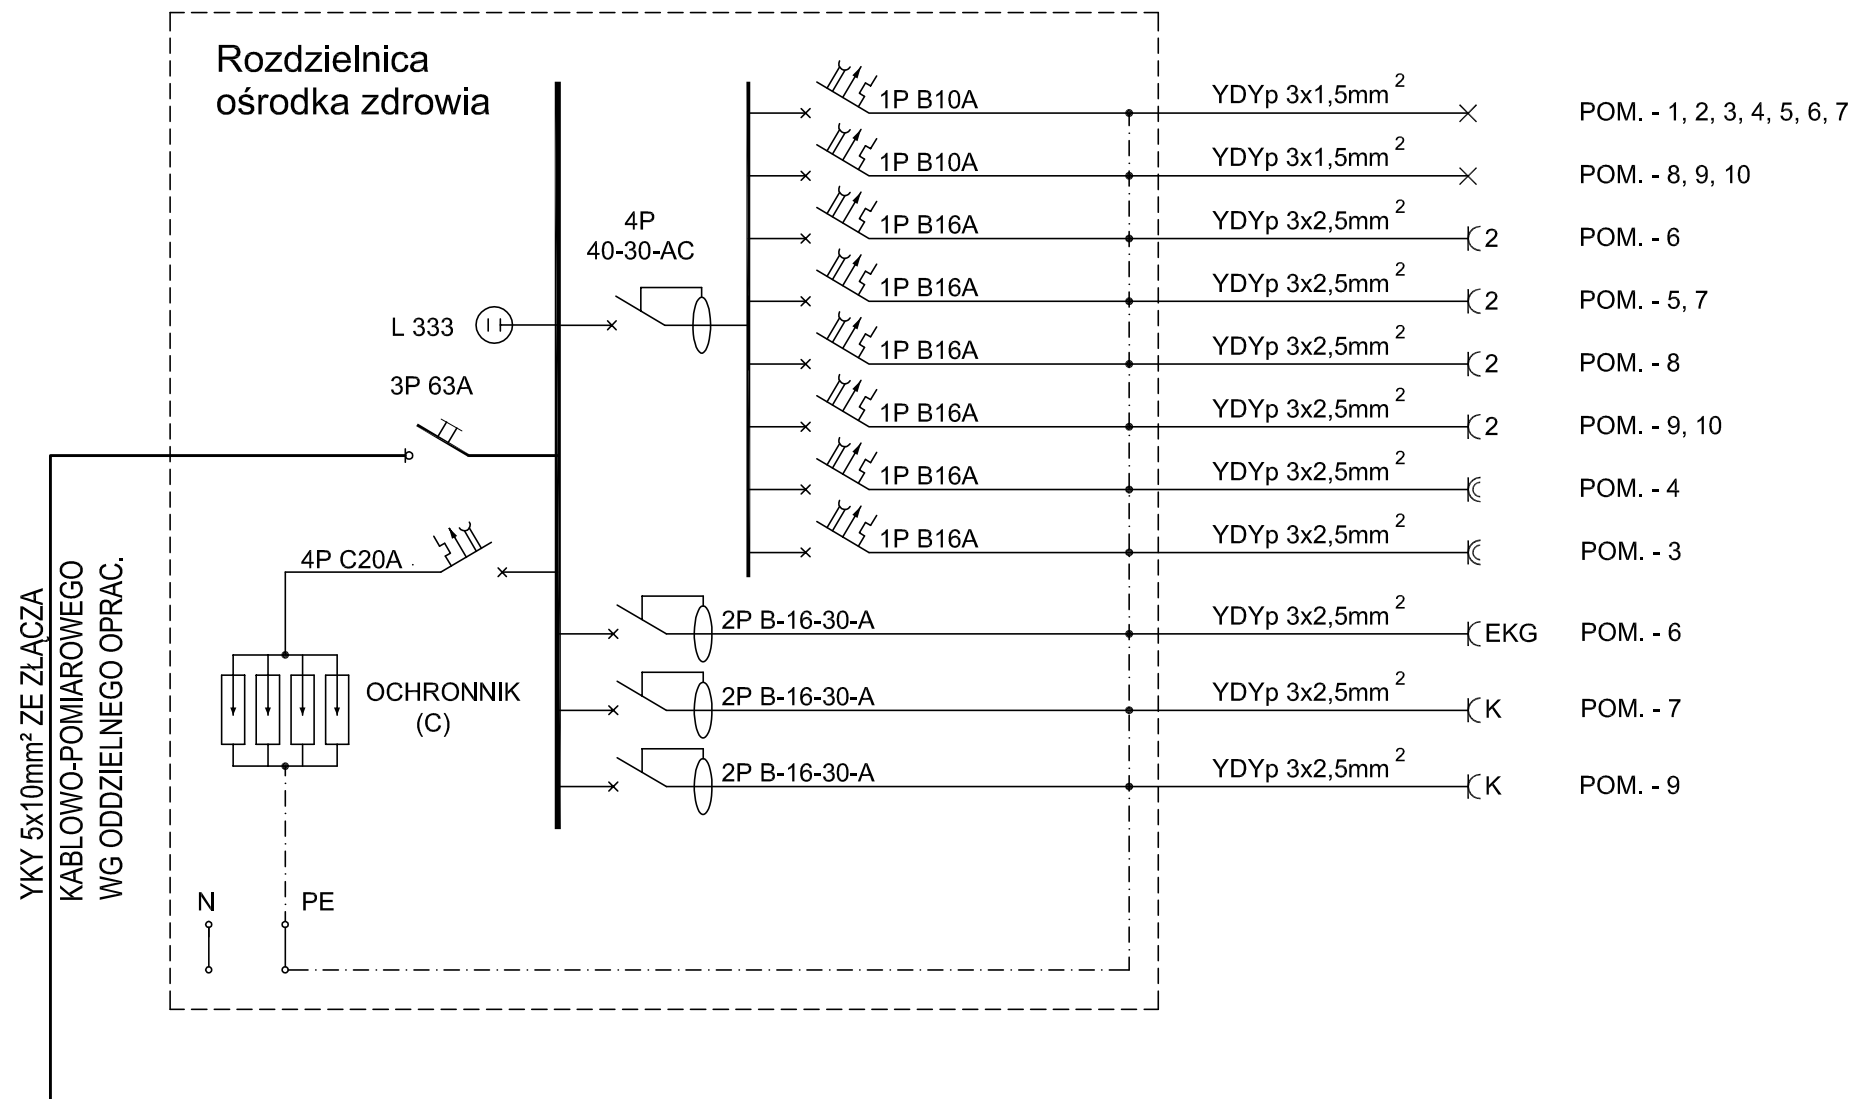 Rozdzielnica
ośrodka zdrowia
1P B10A
YDYp 3x1,5mm 2
POM. - 1, 2, 3, 4, 5, 6, 7
1P B10A
YDYp 3x1,5mm 2
POM. - 8, 9, 10
4P
40-30-AC
1P B16A
YDYp 3x2,5mm 2
2
POM. - 6
1P B16A
YDYp 3x2,5mm 2
2
POM. - 5, 7
L 333
1P B16A
YDYp 3x2,5mm 2
2
POM. - 8
3P 63A
1P B16A
YDYp 3x2,5mm 2
2
POM. - 9, 10
1P B16A
YDYp 3x2,5mm 2
POM. - 4
1P B16A
YDYp 3x2,5mm 2
POM. - 3
4P C20A
2P B-16-30-A
YDYp 3x2,5mm 2
EKG
POM. - 6
OCHRONNIK
(C)
2P B-16-30-A
YDYp 3x2,5mm 2
K
POM. - 7
2P B-16-30-A
YDYp 3x2,5mm 2
K
POM. - 9
N
PE
YKY 5x10mm² ZE ZŁĄCZA
KABLOWO-POMIAROWEGO
WG ODDZIELNEGO OPRAC.